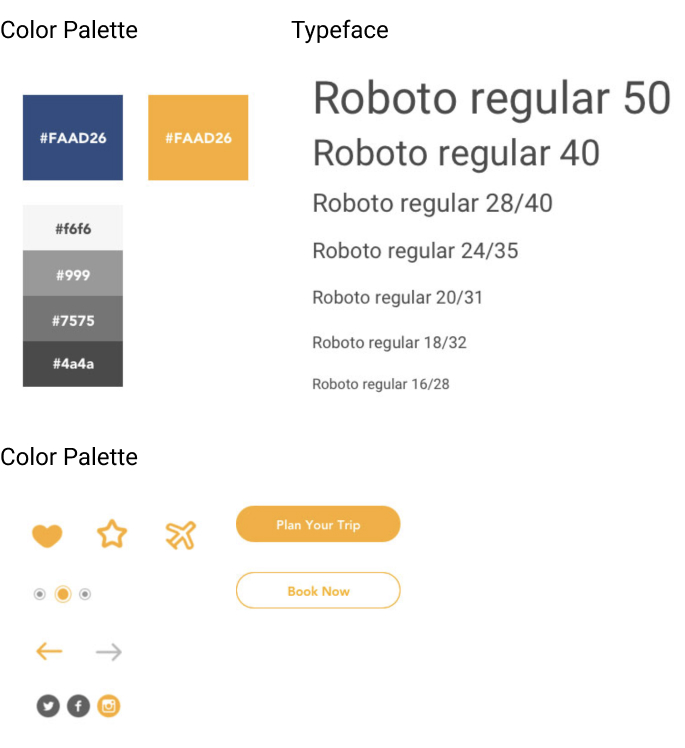 Color Palette
Typeface
#FAAD26
#FAAD26
#f6f6
#999
#7575
#4a4a
Roboto regular 50
Roboto regular 40
Roboto regular 28/40
Roboto regular 24/35
Roboto regular 20/31
Roboto regular 18/32
Roboto regular 16/28
Color Palette
Plan Your Trip
Book Now